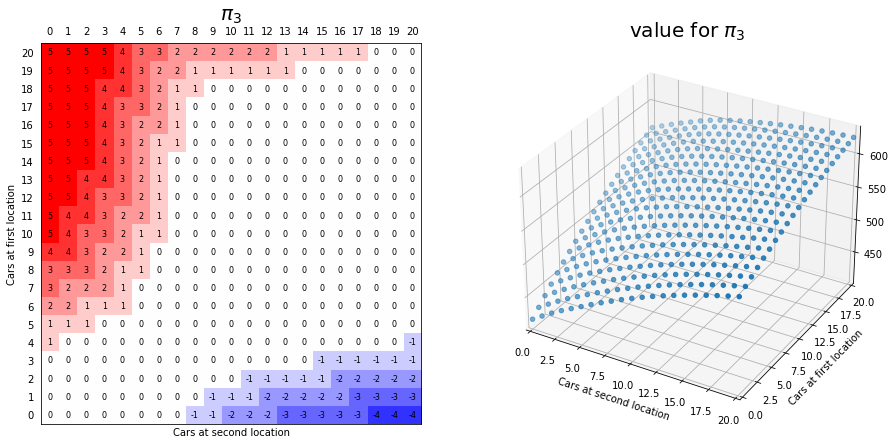 π3
0 1 2 3 4 5 6 7 8 9 10 11 12 13 14 15 16 17 18 19 20
20 5 5 5 5 4 3 3 2 2 2 2 2 2 1 1 1 1 1 0 0 0
19 5 5 5 5 4 3 2 2 1 1 1 1 1 1 0 0 0 0 0 0 0
18 5 5 5 4 4 3 2 1 1 0 0 0 0 0 0 0 0 0 0 0 0
17 5 5 5 4 3 3 2 1 0 0 0 0 0 0 0 0 0 0 0 0 0
16 5 5 5 4 3 2 2 1 0 0 0 0 0 0 0 0 0 0 0 0 0
15 5 5 5 4 3 2 1 1 0 0 0 0 0 0 0 0 0 0 0 0 0
14 5 5 5 4 3 2 1 0 0 0 0 0 0 0 0 0 0 0 0 0 0
13 5 5 4 4 3 2 1 0 0 0 0 0 0 0 0 0 0 0 0 0 0
12 5 5 4 3 3 2 1 0 0 0 0 0 0 0 0 0 0 0 0 0 0
11 5 4 4 3 2 2 1 0 0 0 0 0 0 0 0 0 0 0 0 0 0
10 5 4 3 3 2 1 1 0 0 0 0 0 0 0 0 0 0 0 0 0 0
9 4 4 3 2 2 1 0 0 0 0 0 0 0 0 0 0 0 0 0 0 0
8 3 3 3 2 1 1 0 0 0 0 0 0 0 0 0 0 0 0 0 0 0
7 3 2 2 2 1 0 0 0 0 0 0 0 0 0 0 0 0 0 0 0 0
6 2 2 1 1 1 0 0 0 0 0 0 0 0 0 0 0 0 0 0 0 0
5 1 1 1 0 0 0 0 0 0 0 0 0 0 0 0 0 0 0 0 0 0
4 1 0 0 0 0 0 0 0 0 0 0 0 0 0 0 0 0 0 0 0 -1
3 0 0 0 0 0 0 0 0 0 0 0 0 0 0 0 -1 -1 -1 -1 -1 -1
2 0 0 0 0 0 0 0 0 0 0 0 -1 -1 -1 -1 -1 -2 -2 -2 -2 -2
1 0 0 0 0 0 0 0 0 0 -1 -1 -1 -2 -2 -2 -2 -2 -3 -3 -3 -3
0 0 0 0 0 0 0 0 0 -1 -1 -2 -2 -2 -3 -3 -3 -3 -3 -4 -4 -4
Cars at first location
Cars at second location
value for π3
600
550
500
450
0.0 2.5 5.0 7.5 10.0 12.5 15.0 17.5 20.0
Cars at second location
0.0 2.5 5.0 7.5 10.0 12.5 15.0 17.5 20.0
Cars at first location